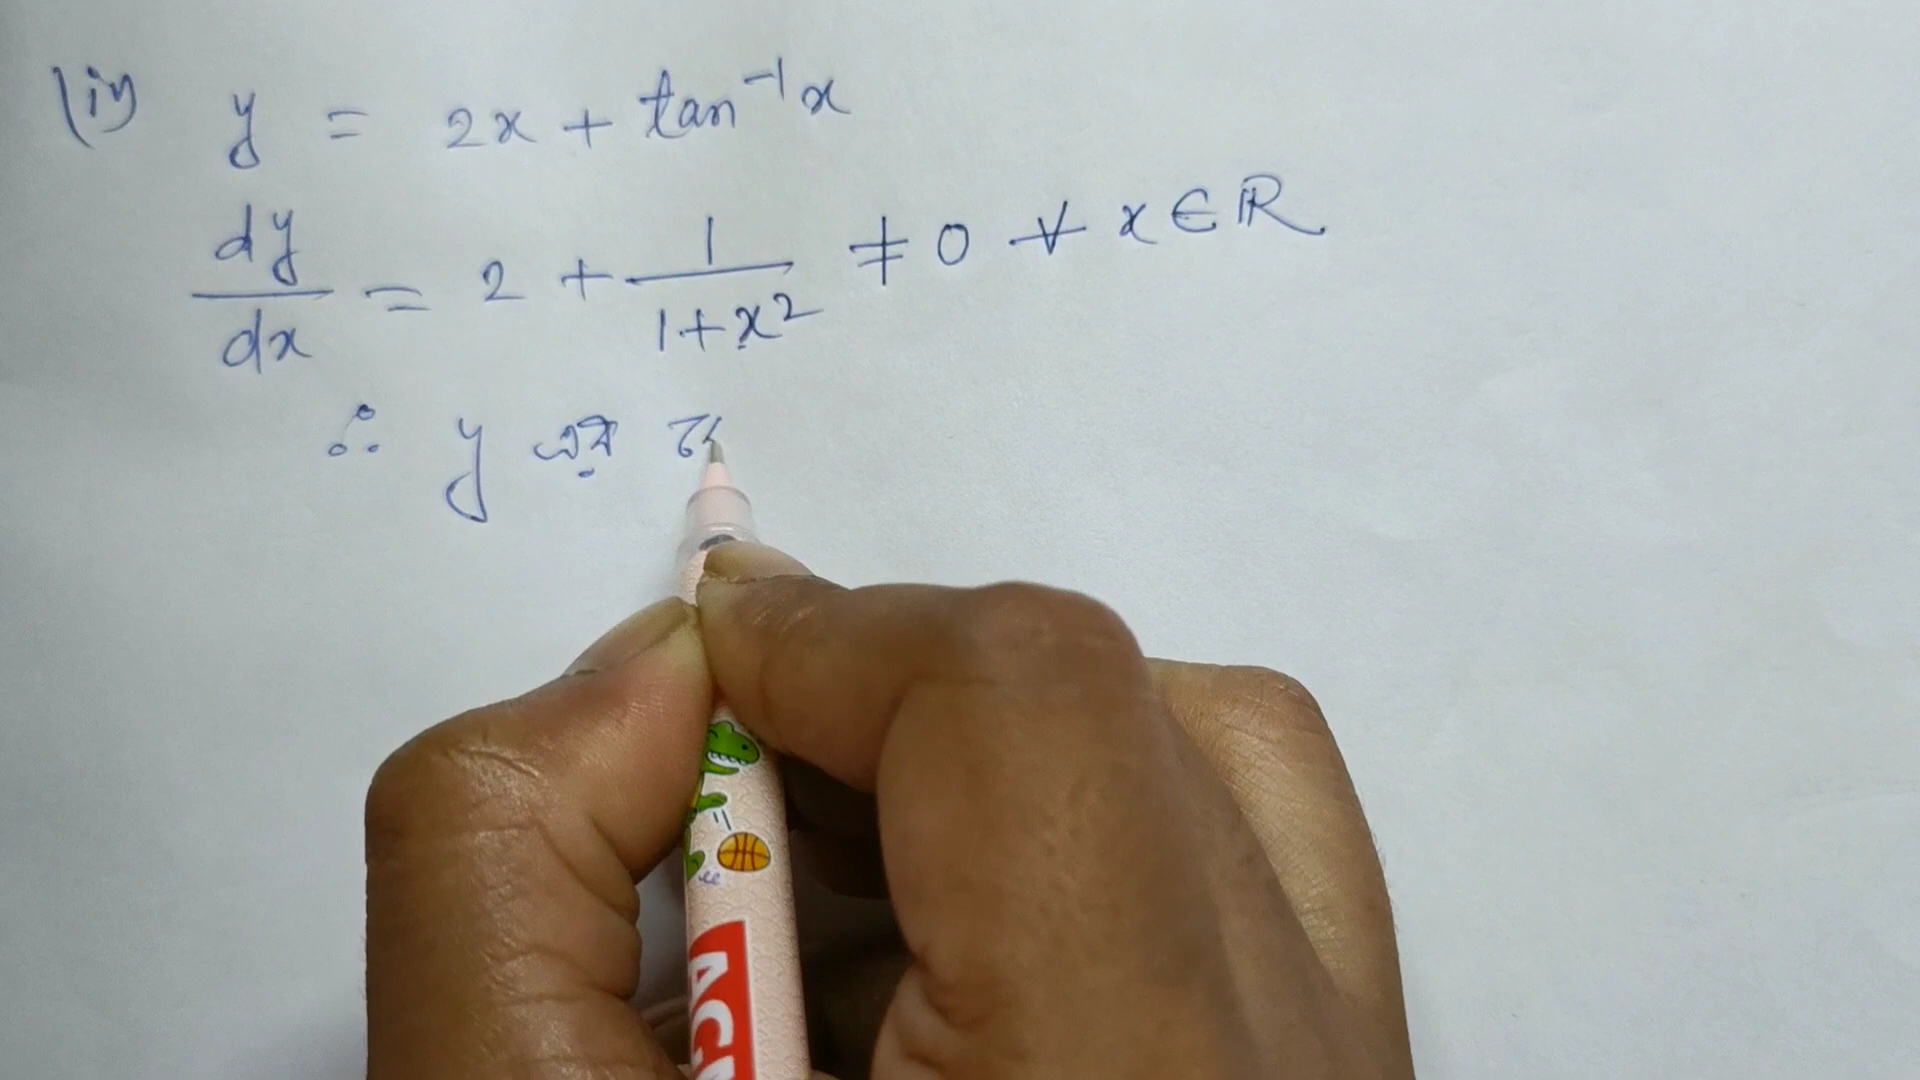 (ii) y = 2x + tan⁻¹x
dy/dx = 2 + 1/(1+x²) ≠ 0 ∀ x ∈ ℝ
∴ y এর